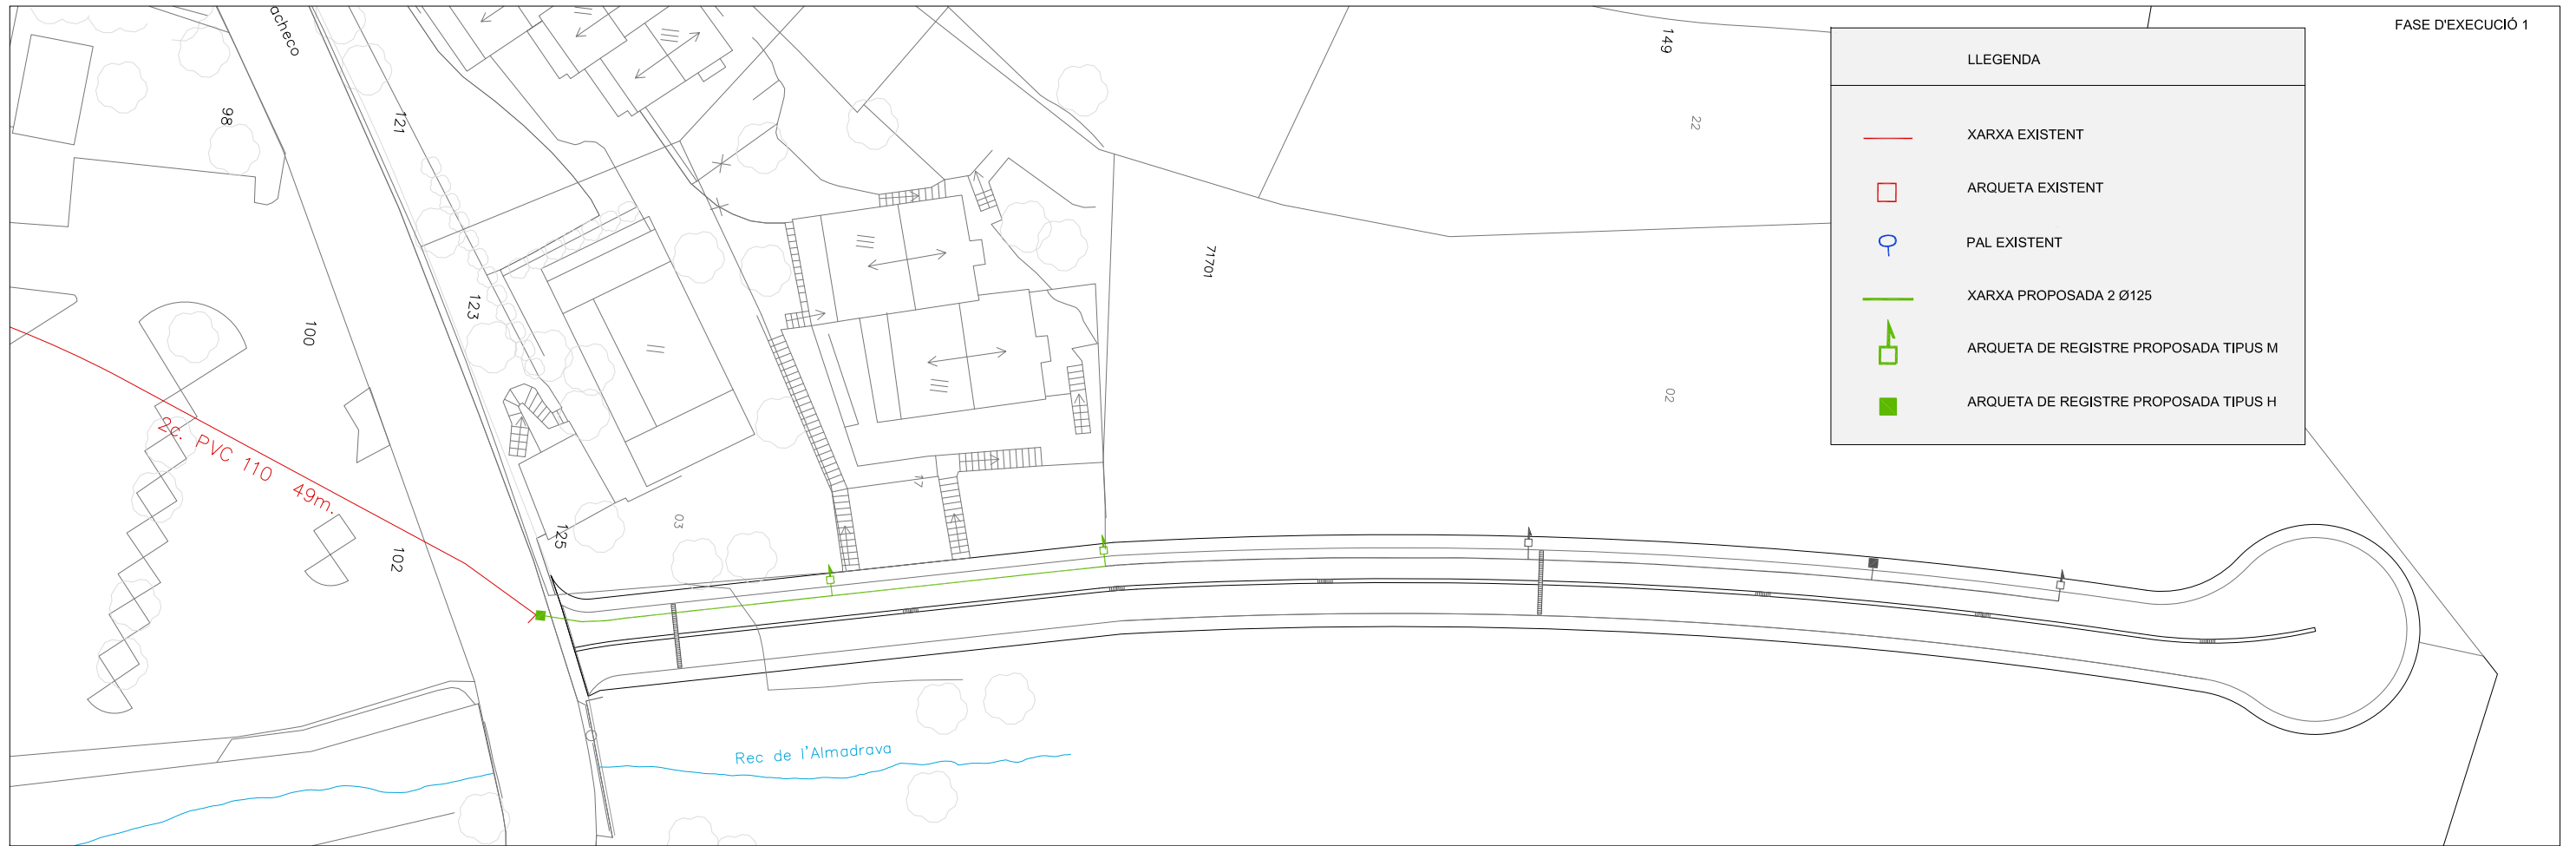 FASE D'EXECUCIÓ 1
LLEGENDA
XARXA EXISTENT
ARQUETA EXISTENT
PAL EXISTENT
XARXA PROPOSADA 2 Ø125
ARQUETA DE REGISTRE PROPOSADA TIPUS M
ARQUETA DE REGISTRE PROPOSADA TIPUS H
acheco
98
121
149
22
71701
123
100
02
2c. PVC 110 49m.
17
03
125
102
Rec de l'Almadrava